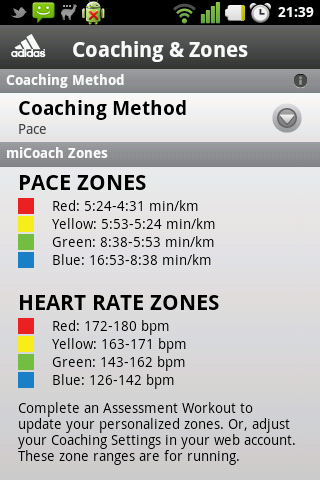 21:39
adidas
Coaching & Zones
Coaching Method
Coaching Method
Pace
miCoach Zones
PACE ZONES
Red: 5:24-4:31 min/km
Yellow: 5:53-5:24 min/km
Green: 8:38-5:53 min/km
Blue: 16:53-8:38 min/km
HEART RATE ZONES
Red: 172-180 bpm
Yellow: 163-171 bpm
Green: 143-162 bpm
Blue: 126-142 bpm
Complete an Assessment Workout to
update your personalized zones. Or, adjust
your Coaching Settings in your web account.
These zone ranges are for running.